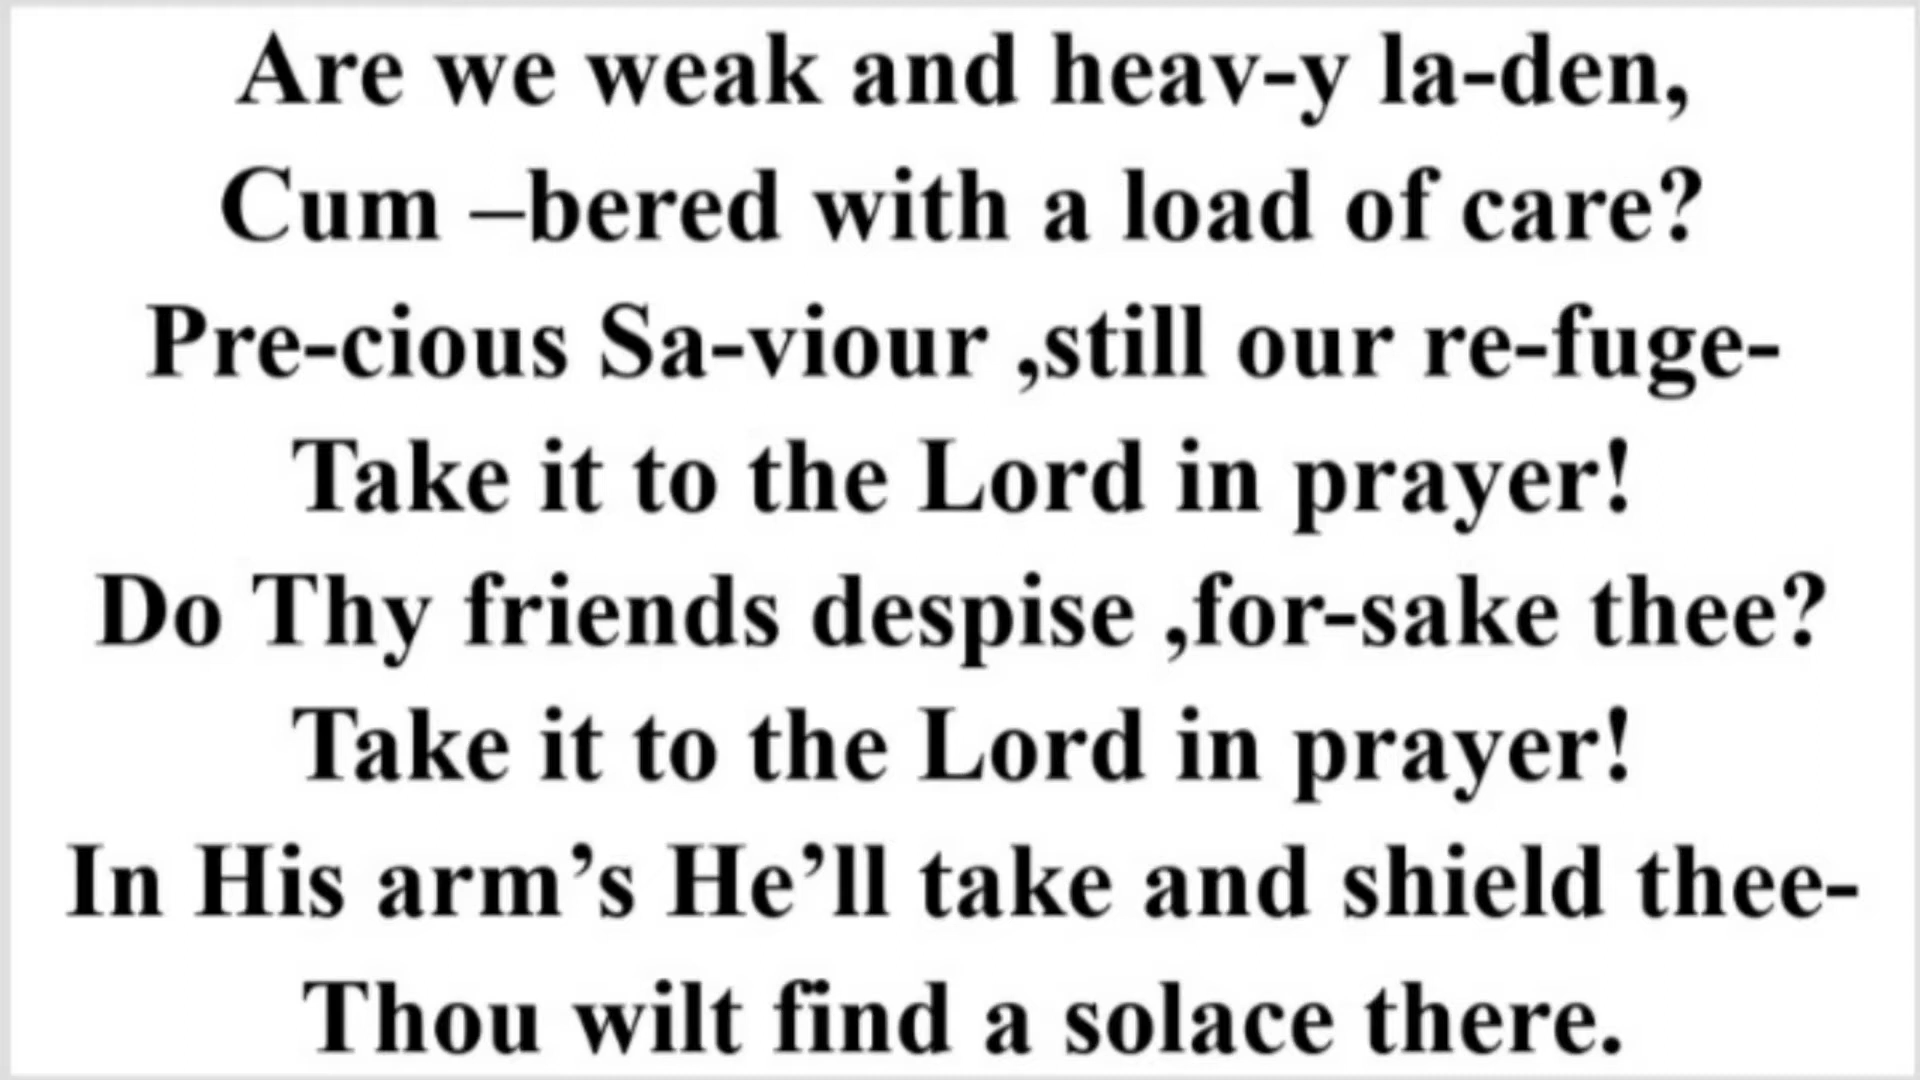 Are we weak and heav-y la-den,
Cum –bered with a load of care?
Pre-cious Sa-viour ,still our re-fuge-
Take it to the Lord in prayer!
Do Thy friends despise ,for-sake thee?
Take it to the Lord in prayer!
In His arm’s He’ll take and shield thee-
Thou wilt find a solace there.